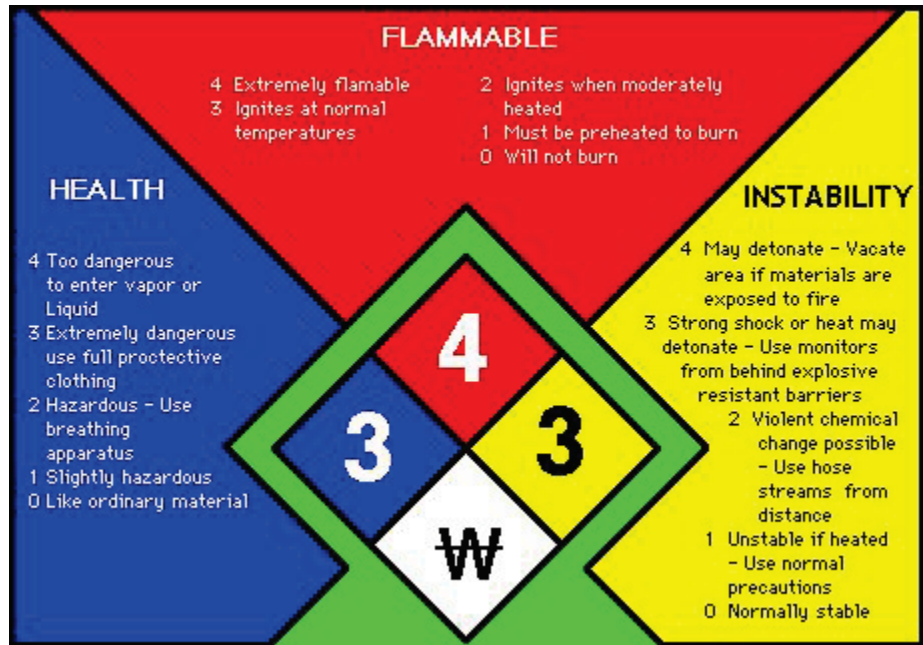 FLAMMABLE
4 Extremely flamable
3 Ignites at normal
temperatures
2 Ignites when moderately
heated
1 Must be preheated to burn
0 Will not burn
HEALTH
4 Too dangerous
to enter vapor or
Liquid
3 Extremely dangerous
use full proctective
clothing
2 Hazardous - Use
breathing
apparatus
1 Slightly hazardous
0 Like ordinary material
INSTABILITY
4 May detonate - Vacate
area if materials are
exposed to fire
3 Strong shock or heat may
detonate - Use monitors
from behind explosive
resistant barriers
2 Violent chemical
change possible
- Use hose
streams from
distance
1 Unstable if heated
- Use normal
precautions
0 Normally stable
4
3
3
W